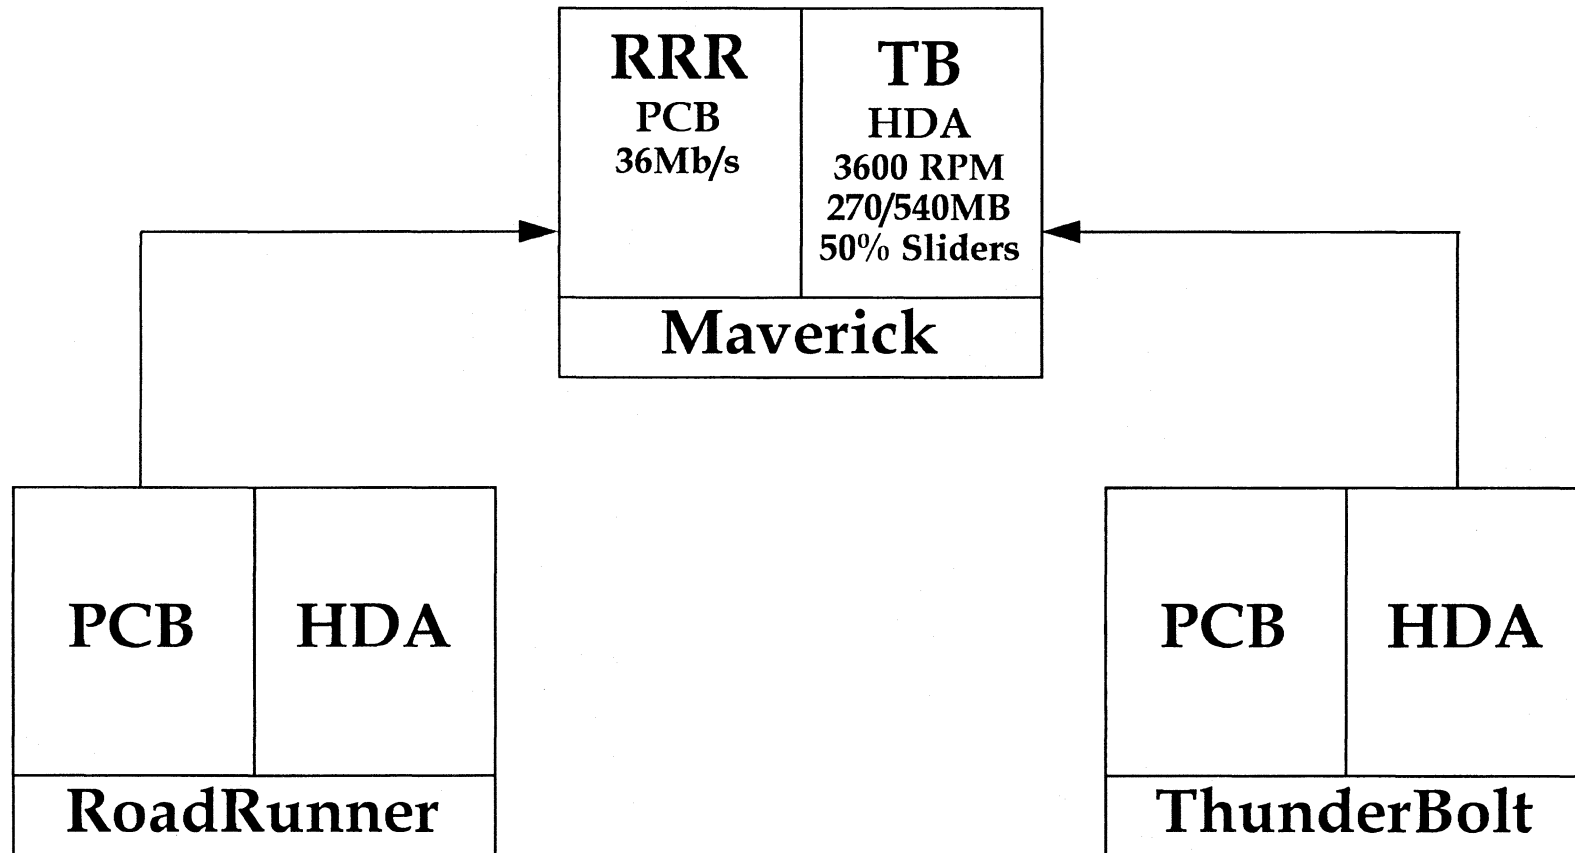 RRR
PCB
36Mb/s
TB
HDA
3600 RPM
270/540MB
50% Sliders
Maverick
PCB
HDA
RoadRunner
PCB
HDA
ThunderBolt